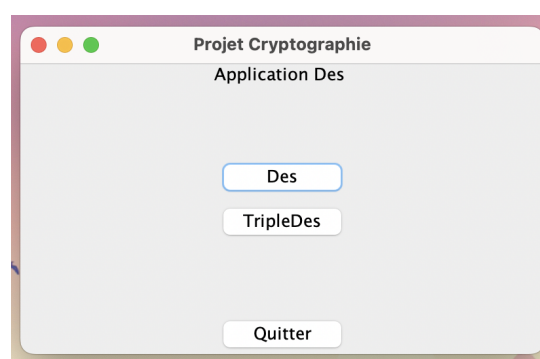 Projet Cryptographie
Application Des
Des
TripleDes
Quitter